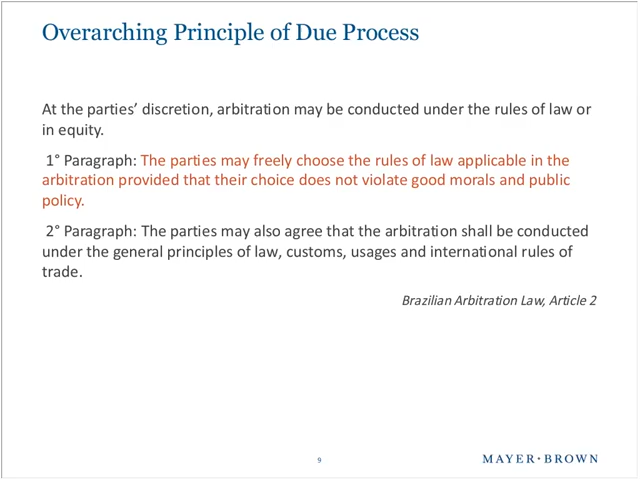 Overarching Principle of Due Process
At the parties’ discretion, arbitration may be conducted under the rules of law or
in equity.
1° Paragraph: The parties may freely choose the rules of law applicable in the
arbitration provided that their choice does not violate good morals and public
policy.
2° Paragraph: The parties may also agree that the arbitration shall be conducted
under the general principles of law, customs, usages and international rules of
trade.
Brazilian Arbitration Law, Article 2
9
MAYER • BROWN